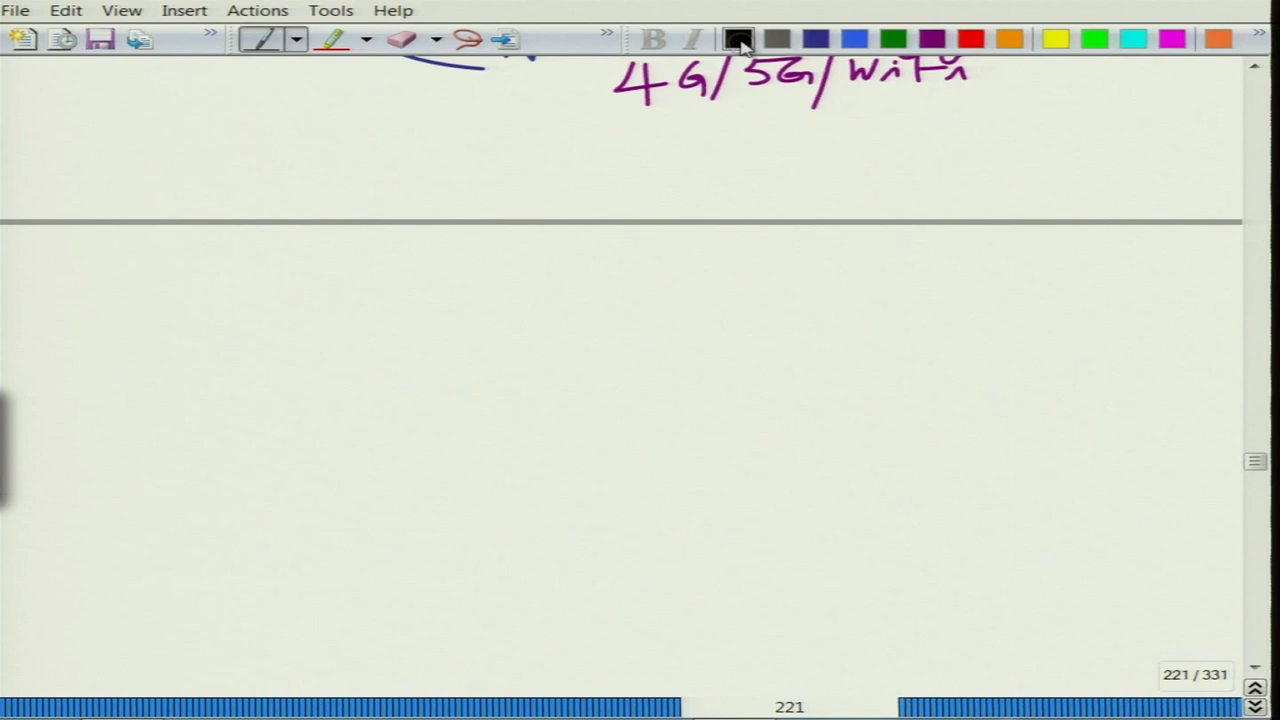 File Edit View Insert Actions Tools Help
B I
4G/5G/WiFi
221 / 331
221